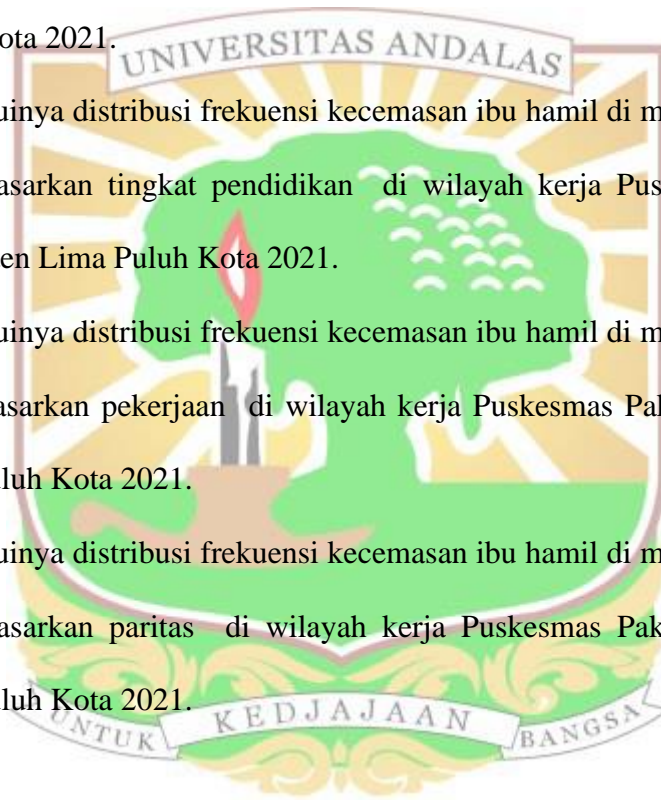 ota 2021.
UNIVERSITAS ANDALAS
uinya distribusi frekuensi kecemasan ibu hamil di m
asarkan tingkat pendidikan di wilayah kerja Pus
en Lima Puluh Kota 2021.
uinya distribusi frekuensi kecemasan ibu hamil di m
asarkan pekerjaan di wilayah kerja Puskesmas Pak
uluh Kota 2021.
uinya distribusi frekuensi kecemasan ibu hamil di m
asarkan paritas di wilayah kerja Puskesmas Pak
uluh Kota 2021.
UNTUK KEDJAJAAN BANGSA